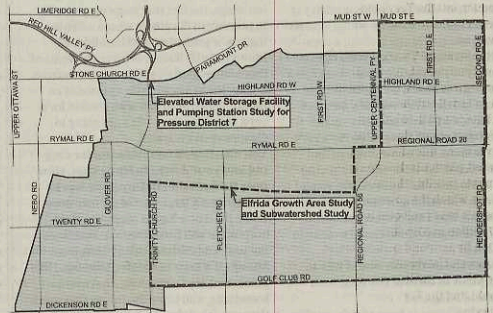 LIMERIDGE RD E
MUD ST W
MUD ST E
RED HILL VALLEY PY
PARAMOUNT DR
STONE CHURCH RD E
UPPER OTTAWA ST
FIRST RD E
SECOND RD E
UPPER CENTENNIAL PY
HIGHLAND RD W
HIGHLAND RD E
FIRST RD W
Elevated Water Storage Facility
and Pumping Station Study for
Pressure District 7
RYMAL RD E
RYMAL RD E
REGIONAL ROAD 20
NEBO RD
GLOVER RD
TRINITY CHURCH RD
FLETCHER RD
Elfrida Growth Area Study
and Subwatershed Study
REGIONAL ROAD 56
HENDERSHOT RD
TWENTY RD E
GOLF CLUB RD
DICKENSON RD E